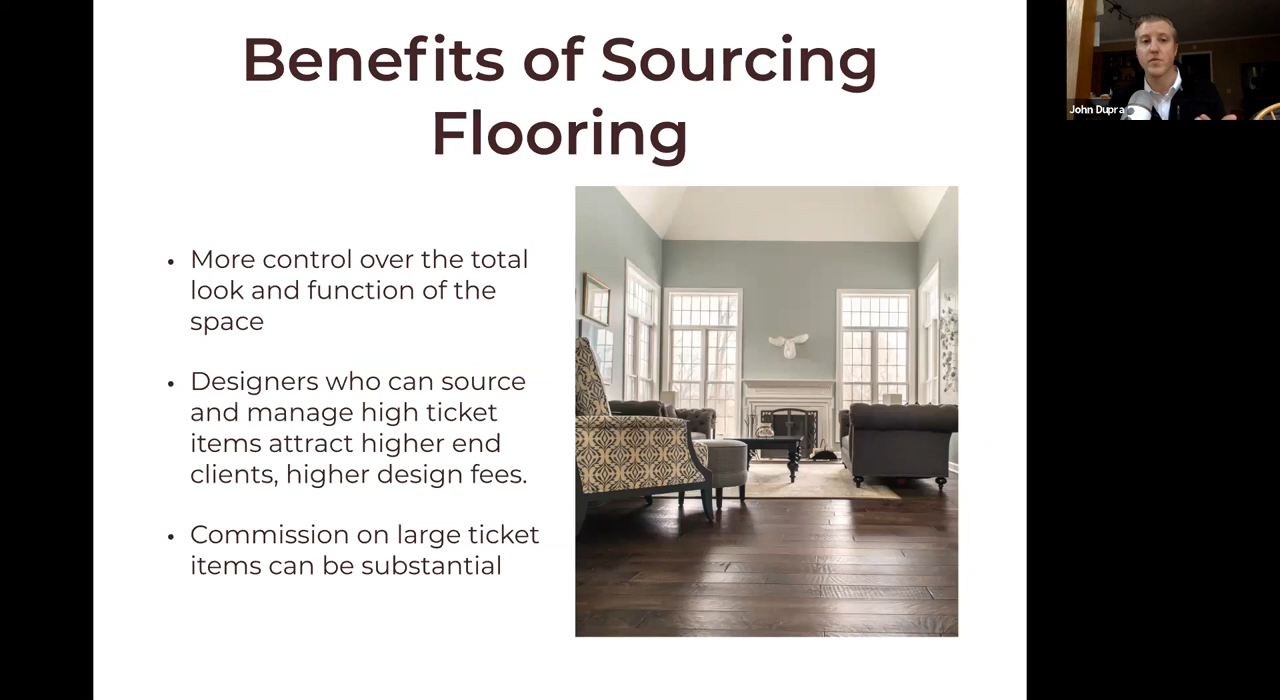 Benefits of Sourcing
Flooring
• More control over the total
look and function of the
space
• Designers who can source
and manage high ticket
items attract higher end
clients, higher design fees.
• Commission on large ticket
items can be substantial
John Dupra